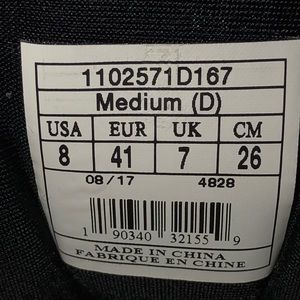 1102571D167
Medium (D)
USA EUR UK CM
8 41 7 26
08/17 4828
1 90340 32155 9
MADE IN CHINA
FABRIQUE EN CHINE